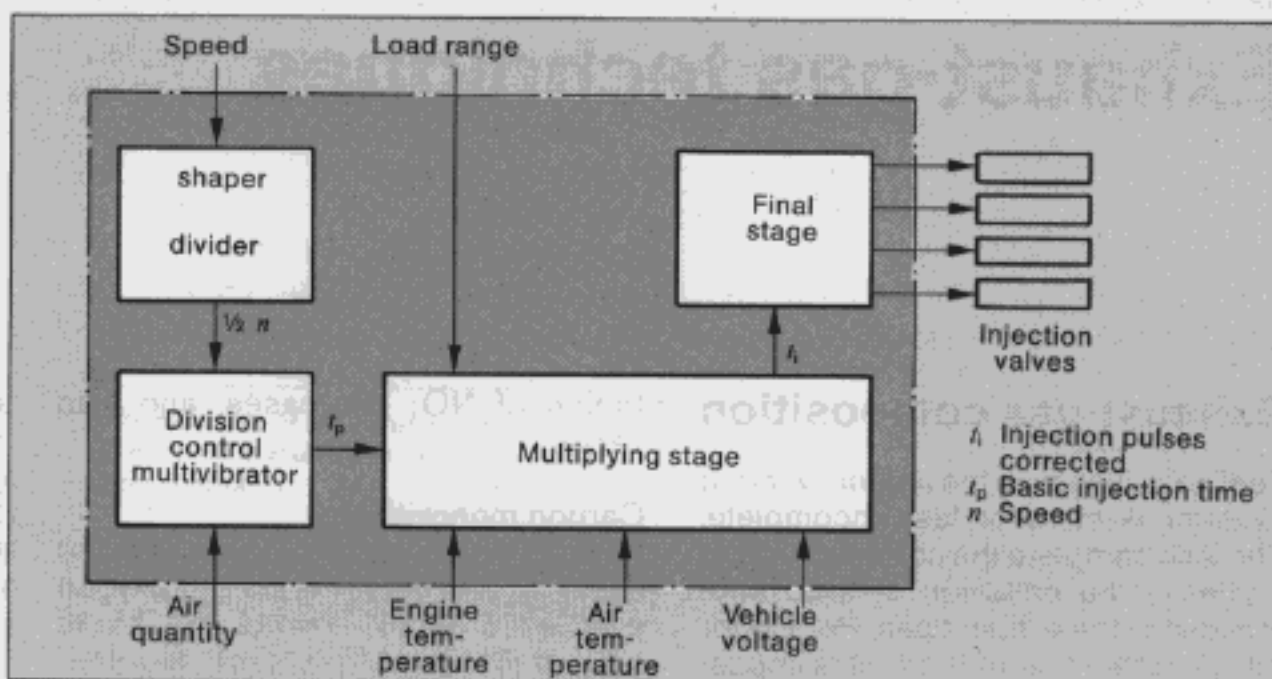 Speed
Load range
shaper
divider
Final
stage
½ n
Injection
valves
tᵢ
Division
control
multivibrator
tₚ
Multiplying stage
tᵢ Injection pulses
corrected
tₚ Basic injection time
n Speed
Air
quantity
Engine
tem-
perature
Air
tem-
perature
Vehicle
voltage